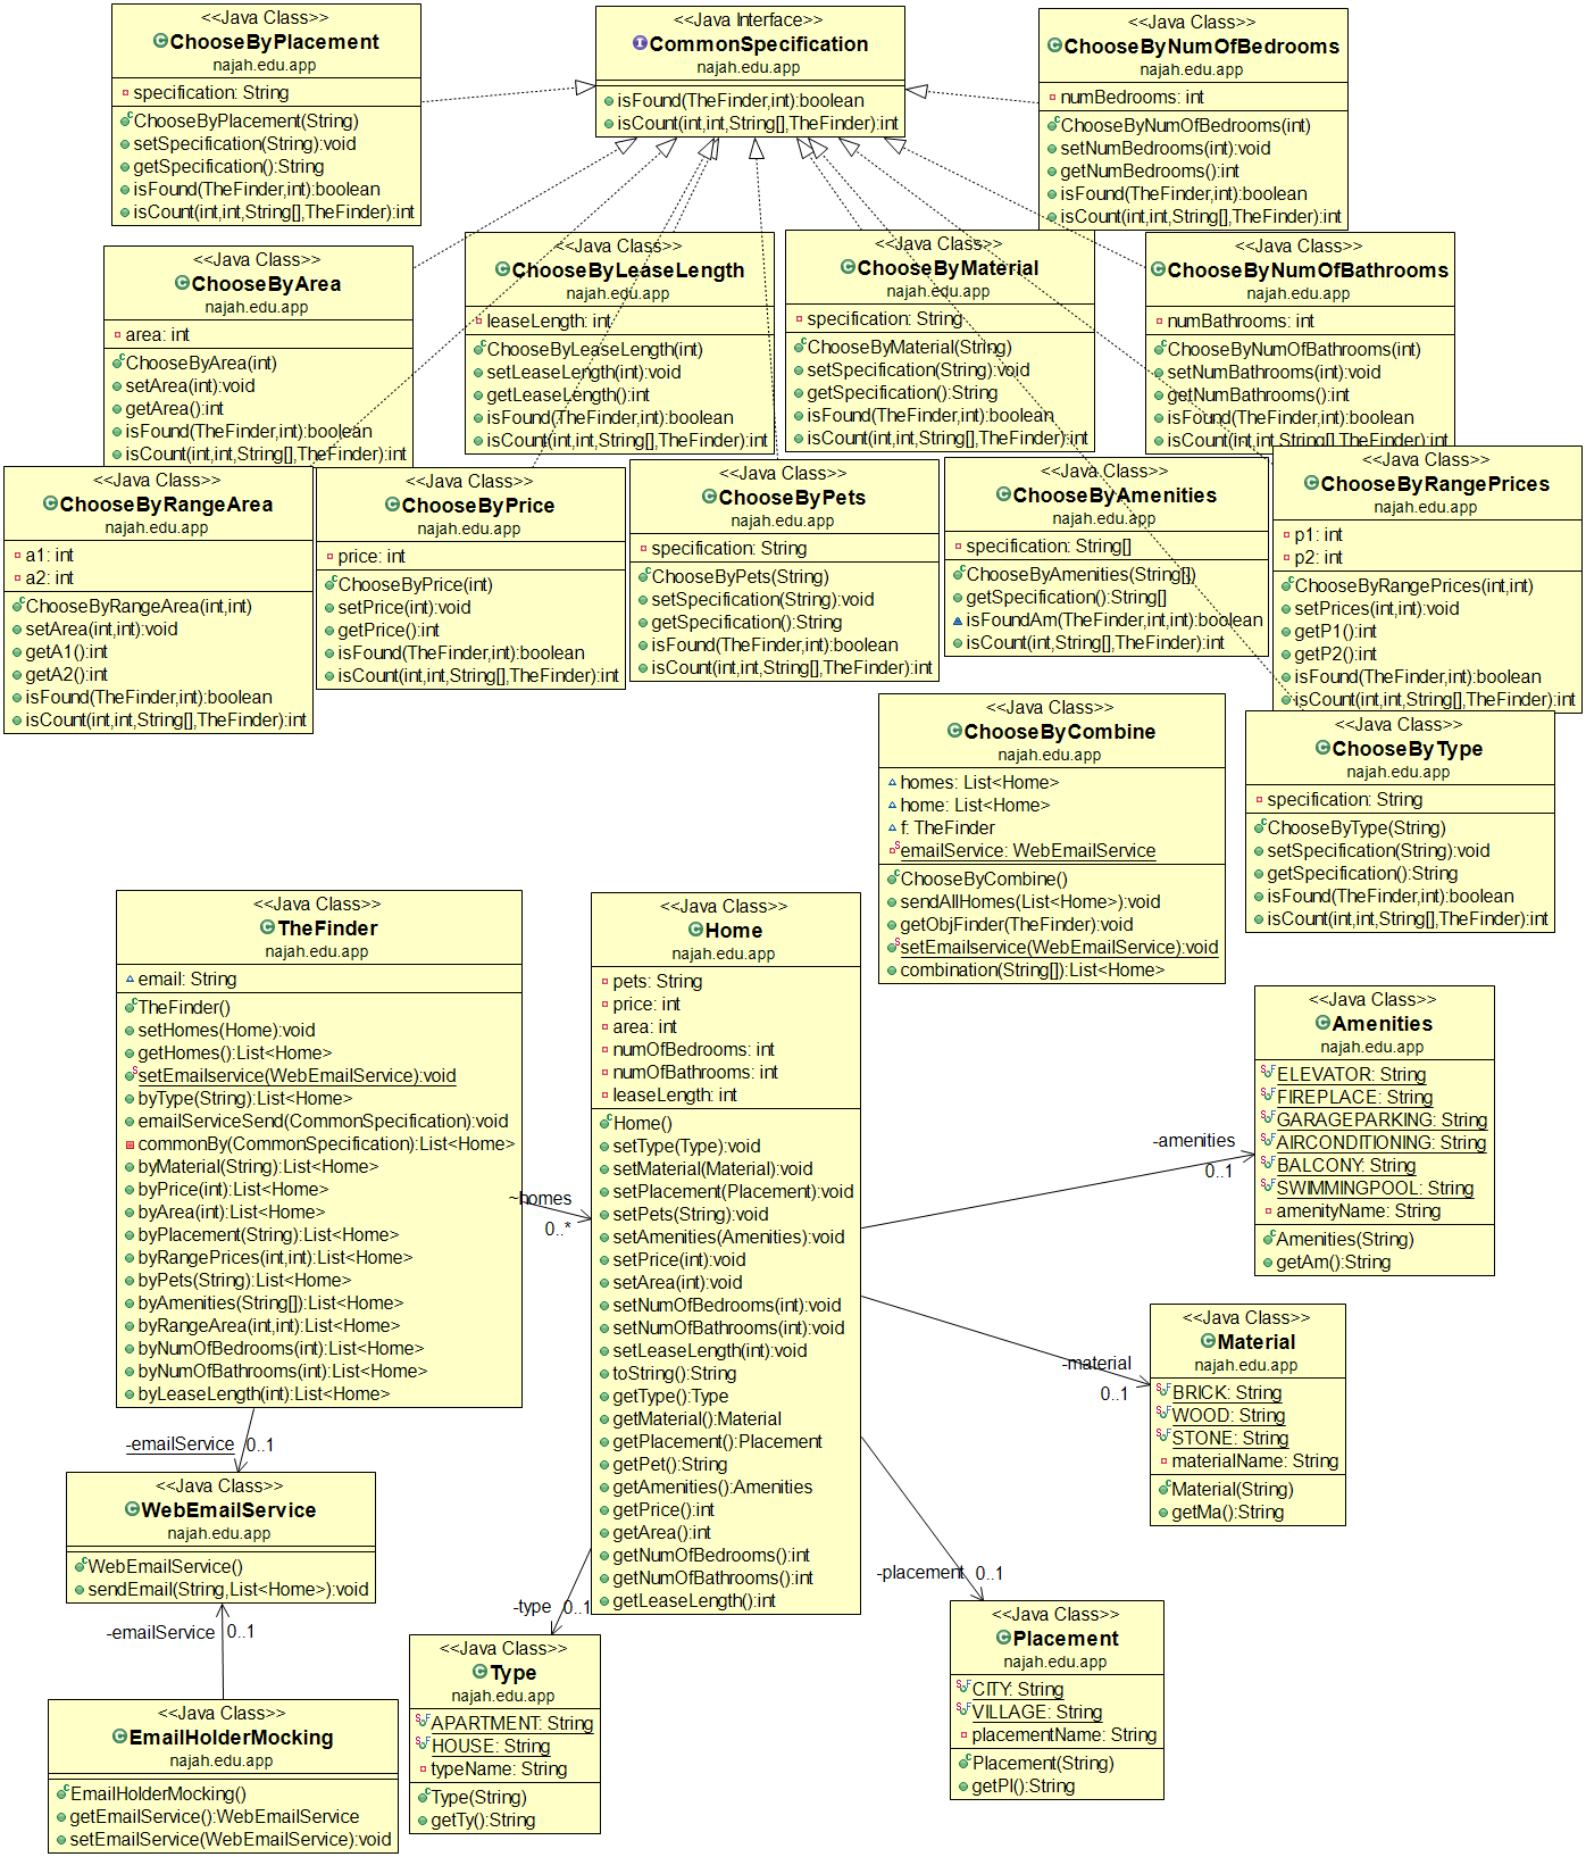 <<Java Class>>
ChooseByPlacement
najah.edu.app
specification: String
ChooseByPlacement(String)
setSpecification(String):void
getSpecification():String
isFound(TheFinder,int):boolean
isCount(int,int,String[],TheFinder):int
<<Java Interface>>
CommonSpecification
najah.edu.app
isFound(TheFinder,int):boolean
isCount(int,int,String[],TheFinder):int
<<Java Class>>
ChooseByNumOfBedrooms
najah.edu.app
numBedrooms: int
ChooseByNumOfBedrooms(int)
setNumBedrooms(int):void
getNumBedrooms():int
isFound(TheFinder,int):boolean
isCount(int,int,String[],TheFinder):int
<<Java Class>>
ChooseByArea
najah.edu.app
area: int
ChooseByArea(int)
setArea(int):void
getArea():int
isFound(TheFinder,int):boolean
isCount(int,int,String[],TheFinder):int
<<Java Class>>
ChooseByLeaseLength
najah.edu.app
leaseLength: int
ChooseByLeaseLength(int)
setLeaseLength(int):void
getLeaseLength():int
isFound(TheFinder,int):boolean
isCount(int,int,String[],TheFinder):int
<<Java Class>>
ChooseByMaterial
najah.edu.app
specification: String
ChooseByMaterial(String)
setSpecification(String):void
getSpecification():String
isFound(TheFinder,int):boolean
isCount(int,int,String[],TheFinder):int
<<Java Class>>
ChooseByNumOfBathrooms
najah.edu.app
numBathrooms: int
ChooseByNumOfBathrooms(int)
setNumBathrooms(int):void
getNumBathrooms():int
isFound(TheFinder,int):boolean
isCount(int,int,String[],TheFinder):int
<<Java Class>>
ChooseByRangeArea
najah.edu.app
a1: int
a2: int
ChooseByRangeArea(int,int)
setArea(int,int):void
getA1():int
getA2():int
isFound(TheFinder,int):boolean
isCount(int,int,String[],TheFinder):int
<<Java Class>>
ChooseByPrice
najah.edu.app
price: int
ChooseByPrice(int)
setPrice(int):void
getPrice():int
isFound(TheFinder,int):boolean
isCount(int,int,String[],TheFinder):int
<<Java Class>>
ChooseByPets
najah.edu.app
specification: String
ChooseByPets(String)
setSpecification(String):void
getSpecification():String
isFound(TheFinder,int):boolean
isCount(int,int,String[],TheFinder):int
<<Java Class>>
ChooseByAmenities
najah.edu.app
specification: String[]
ChooseByAmenities(String[])
getSpecification():String[]
isFoundAm(TheFinder,int,int):boolean
isCount(int,String[],TheFinder):int
<<Java Class>>
ChooseByRangePrices
najah.edu.app
p1: int
p2: int
ChooseByRangePrices(int,int)
setPrices(int,int):void
getP1():int
getP2():int
isFound(TheFinder,int):boolean
isCount(int,int,String[],TheFinder):int
<<Java Class>>
ChooseByCombine
najah.edu.app
homes: List<Home>
home: List<Home>
f: TheFinder
emailService: WebEmailService
ChooseByCombine()
sendAllHomes(List<Home>):void
getObjFinder(TheFinder):void
setEmailservice(WebEmailService):void
combination(String[]):List<Home>
<<Java Class>>
ChooseByType
najah.edu.app
specification: String
ChooseByType(String)
setSpecification(String):void
getSpecification():String
isFound(TheFinder,int):boolean
isCount(int,int,String[],TheFinder):int
<<Java Class>>
TheFinder
najah.edu.app
email: String
TheFinder()
setHomes(Home):void
getHomes():List<Home>
setEmailservice(WebEmailService):void
byType(String):List<Home>
emailServiceSend(CommonSpecification):void
commonBy(CommonSpecification):List<Home>
byMaterial(String):List<Home>
byPrice(int):List<Home>
byArea(int):List<Home>
byPlacement(String):List<Home>
byRangePrices(int,int):List<Home>
byPets(String):List<Home>
byAmenities(String[]):List<Home>
byRangeArea(int,int):List<Home>
byNumOfBedrooms(int):List<Home>
byNumOfBathrooms(int):List<Home>
byLeaseLength(int):List<Home>
~homes
0..*
<<Java Class>>
Home
najah.edu.app
pets: String
price: int
area: int
numOfBedrooms: int
numOfBathrooms: int
leaseLength: int
Home()
setType(Type):void
setMaterial(Material):void
setPlacement(Placement):void
setPets(String):void
setAmenities(Amenities):void
setPrice(int):void
setArea(int):void
setNumOfBedrooms(int):void
setNumOfBathrooms(int):void
setLeaseLength(int):void
toString():String
getType():Type
getMaterial():Material
getPlacement():Placement
getPet():String
getAmenities():Amenities
getPrice():int
getArea():int
getNumOfBedrooms():int
getNumOfBathrooms():int
getLeaseLength():int
-amenities
0..1
<<Java Class>>
Amenities
najah.edu.app
ELEVATOR: String
FIREPLACE: String
GARAGEPARKING: String
AIRCONDITIONING: String
BALCONY: String
SWIMMINGPOOL: String
amenityName: String
Amenities(String)
getAm():String
-material
0..1
<<Java Class>>
Material
najah.edu.app
BRICK: String
WOOD: String
STONE: String
materialName: String
Material(String)
getMa():String
-emailService 0..1
<<Java Class>>
WebEmailService
najah.edu.app
WebEmailService()
sendEmail(String,List<Home>):void
-emailService 0..1
<<Java Class>>
EmailHolderMocking
najah.edu.app
EmailHolderMocking()
getEmailService():WebEmailService
setEmailService(WebEmailService):void
-type 0..1
<<Java Class>>
Type
najah.edu.app
APARTMENT: String
HOUSE: String
typeName: String
Type(String)
getTy():String
-placement 0..1
<<Java Class>>
Placement
najah.edu.app
CITY: String
VILLAGE: String
placementName: String
Placement(String)
getPl():String